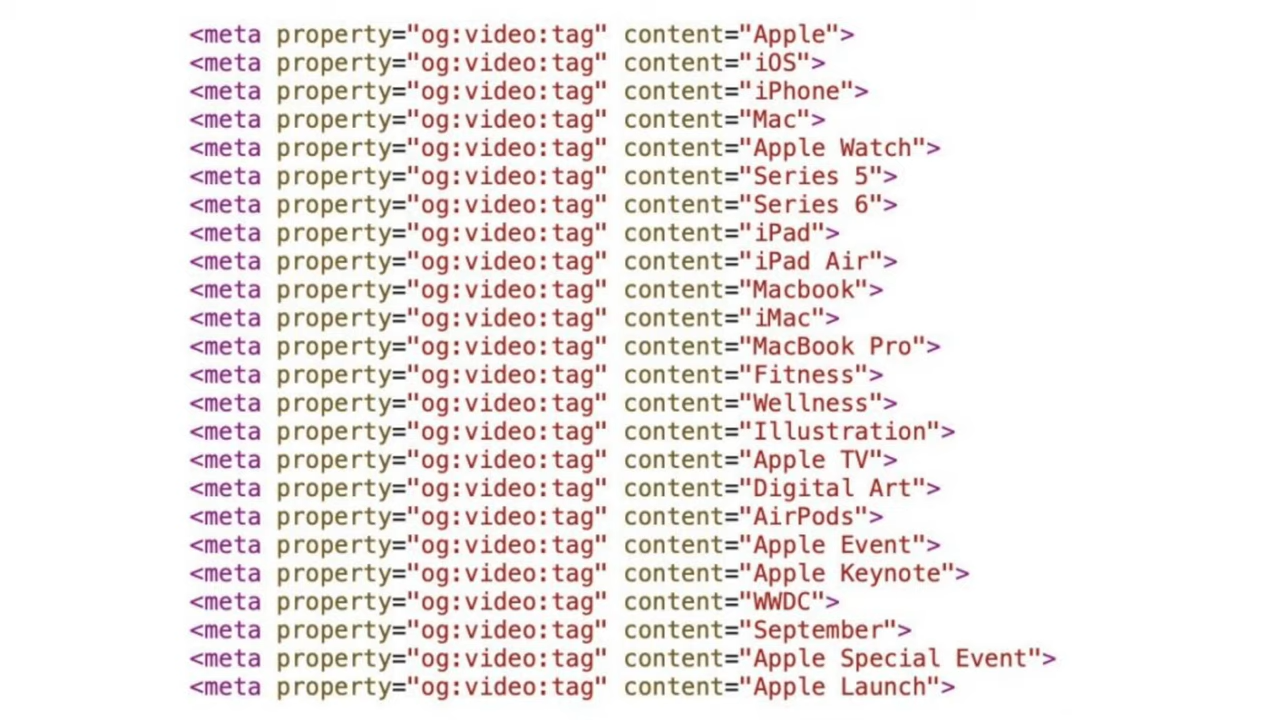 <meta property="og:video:tag" content="Apple">
<meta property="og:video:tag" content="iOS">
<meta property="og:video:tag" content="iPhone">
<meta property="og:video:tag" content="Mac">
<meta property="og:video:tag" content="Apple Watch">
<meta property="og:video:tag" content="Series 5">
<meta property="og:video:tag" content="Series 6">
<meta property="og:video:tag" content="iPad">
<meta property="og:video:tag" content="iPad Air">
<meta property="og:video:tag" content="Macbook">
<meta property="og:video:tag" content="iMac">
<meta property="og:video:tag" content="MacBook Pro">
<meta property="og:video:tag" content="Fitness">
<meta property="og:video:tag" content="Wellness">
<meta property="og:video:tag" content="Illustration">
<meta property="og:video:tag" content="Apple TV">
<meta property="og:video:tag" content="Digital Art">
<meta property="og:video:tag" content="AirPods">
<meta property="og:video:tag" content="Apple Event">
<meta property="og:video:tag" content="Apple Keynote">
<meta property="og:video:tag" content="WWDC">
<meta property="og:video:tag" content="September">
<meta property="og:video:tag" content="Apple Special Event">
<meta property="og:video:tag" content="Apple Launch">